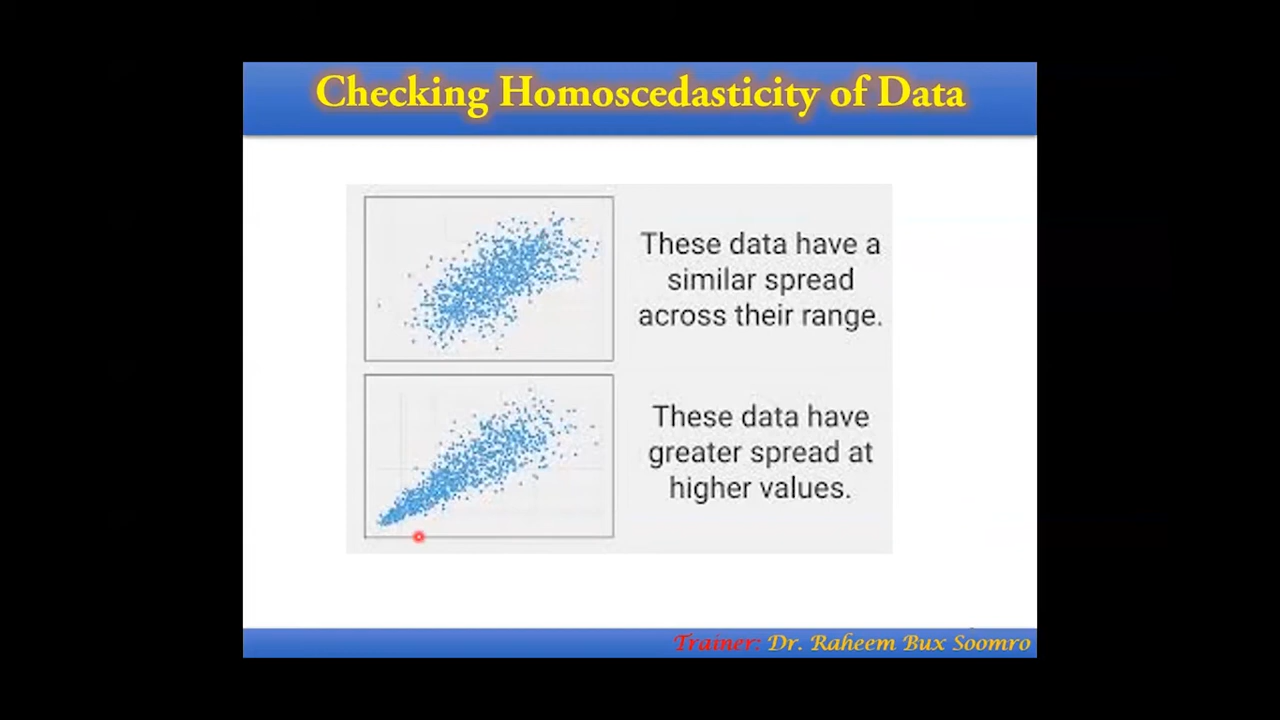 Checking Homoscedasticity of Data
These data have a
similar spread
across their range.
These data have
greater spread at
higher values.
Trainer: Dr. Raheem Bux Soomro